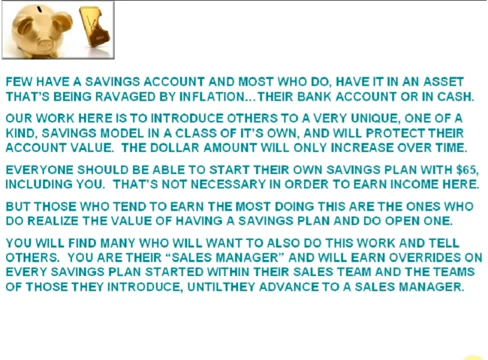 FEW HAVE A SAVINGS ACCOUNT AND MOST WHO DO, HAVE IT IN AN ASSET
THAT'S BEING RAVAGED BY INFLATION...THEIR BANK ACCOUNT OR IN CASH.
OUR WORK HERE IS TO INTRODUCE OTHERS TO A VERY UNIQUE, ONE OF A
KIND, SAVINGS MODEL IN A CLASS OF IT'S OWN, AND WILL PROTECT THEIR
ACCOUNT VALUE.  THE DOLLAR AMOUNT WILL ONLY INCREASE OVER TIME.
EVERYONE SHOULD BE ABLE TO START THEIR OWN SAVINGS PLAN WITH $65,
INCLUDING YOU.  THAT'S NOT NECESSARY IN ORDER TO EARN INCOME HERE.
BUT THOSE WHO TEND TO EARN THE MOST DOING THIS ARE THE ONES WHO
DO REALIZE THE VALUE OF HAVING A SAVINGS PLAN AND DO OPEN ONE.
YOU WILL FIND MANY WHO WILL WANT TO ALSO DO THIS WORK AND TELL
OTHERS.  YOU ARE THEIR "SALES MANAGER" AND WILL EARN OVERRIDES ON
EVERY SAVINGS PLAN STARTED WITHIN THEIR SALES TEAM AND THE TEAMS
OF THOSE THEY INTRODUCE, UNTILTHEY ADVANCE TO A SALES MANAGER.